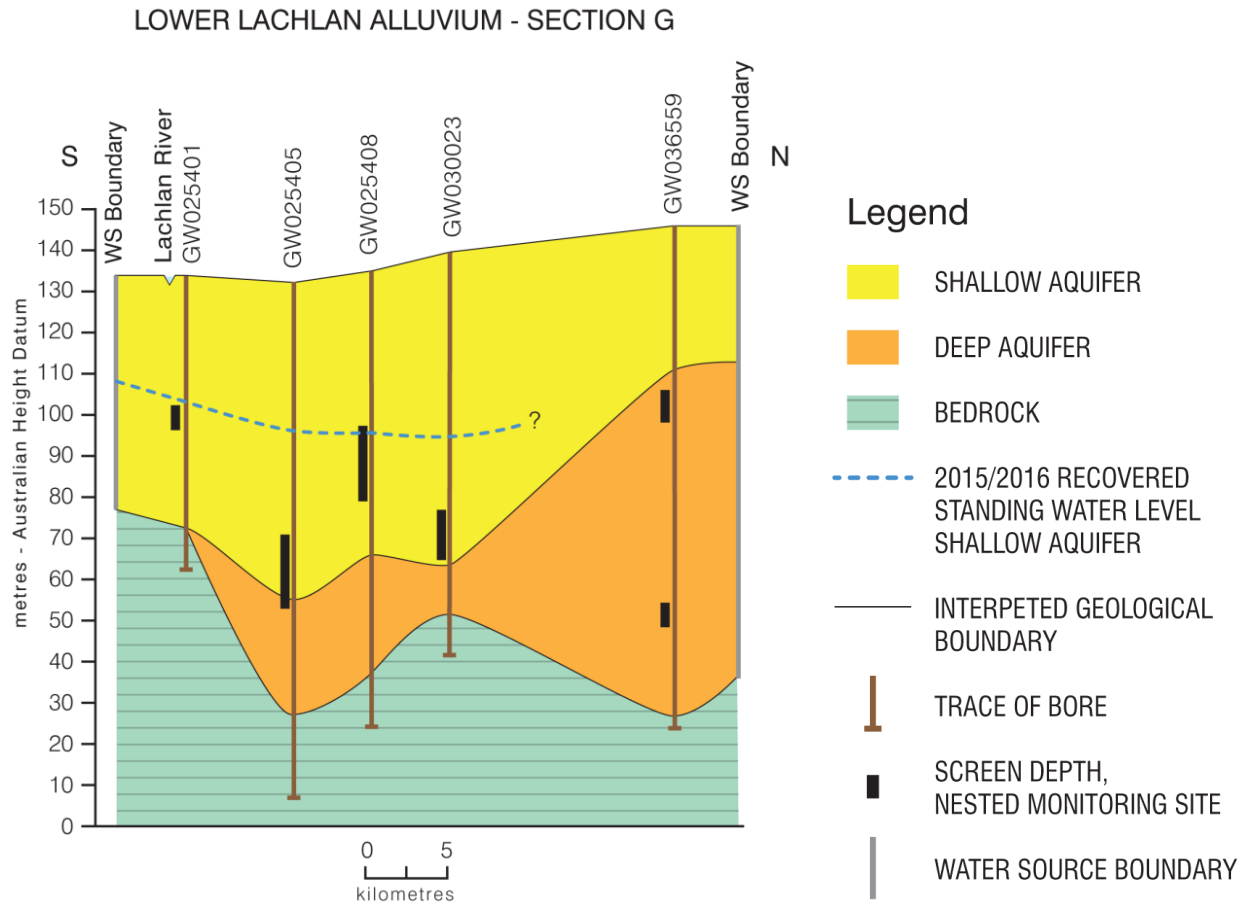 LOWER LACHLAN ALLUVIUM - SECTION G
S
WS Boundary
Lachlan River
GW025401
GW025405
GW025408
GW030023
GW036559
WS Boundary
N
metres - Australian Height Datum
150
140
130
120
110
100
90
80
70
60
50
40
30
20
10
0
?
0 5
kilometres
Legend
SHALLOW AQUIFER
DEEP AQUIFER
BEDROCK
2015/2016 RECOVERED
STANDING WATER LEVEL
SHALLOW AQUIFER
INTERPETED GEOLOGICAL
BOUNDARY
TRACE OF BORE
SCREEN DEPTH,
NESTED MONITORING SITE
WATER SOURCE BOUNDARY